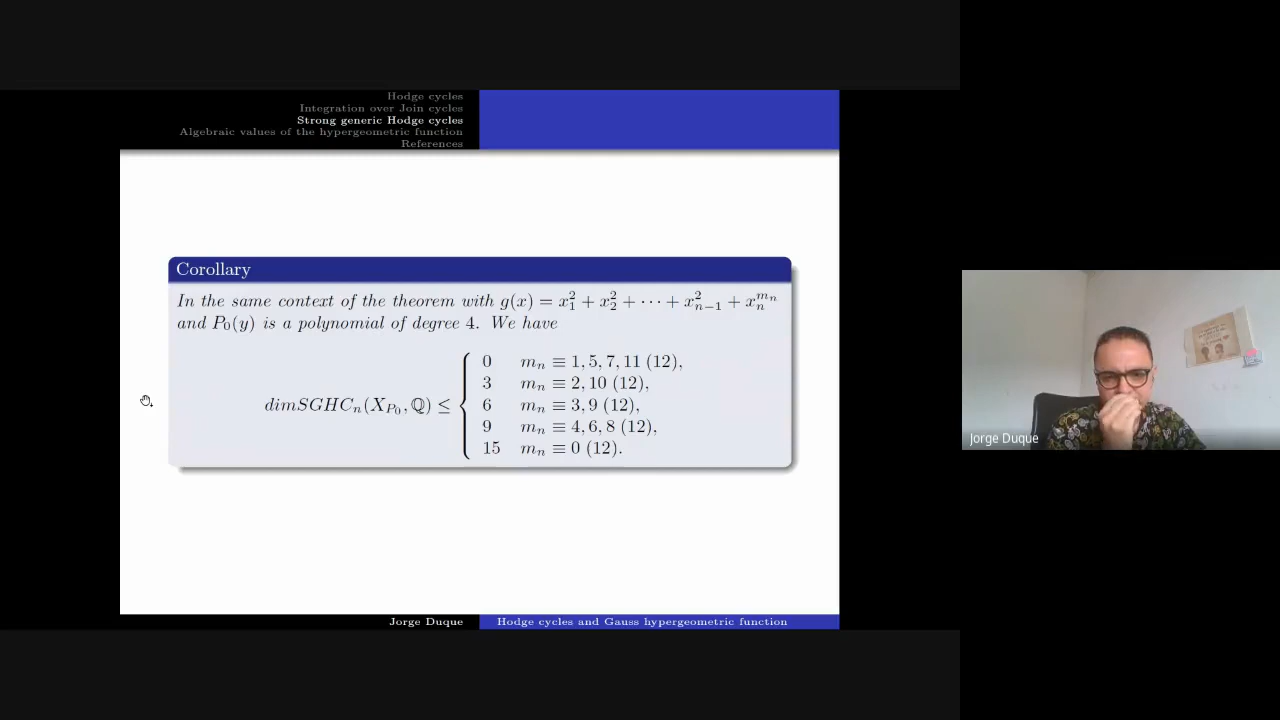 Hodge cycles
Integration over Join cycles
Strong generic Hodge cycles
Algebraic values of the hypergeometric function
References
Corollary
In the same context of the theorem with g(x) = x_1^2 + x_2^2 + ⋯ + x_{n−1}^2 + x_n^{m_n}
and P_0(y) is a polynomial of degree 4. We have
dimSGHC_n(X_{P_0}, ℚ) ≤ {
0 m_n ≡ 1, 5, 7, 11 (12),
3 m_n ≡ 2, 10 (12),
6 m_n ≡ 3, 9 (12),
9 m_n ≡ 4, 6, 8 (12),
15 m_n ≡ 0 (12).
Jorge Duque
Jorge Duque Hodge cycles and Gauss hypergeometric function